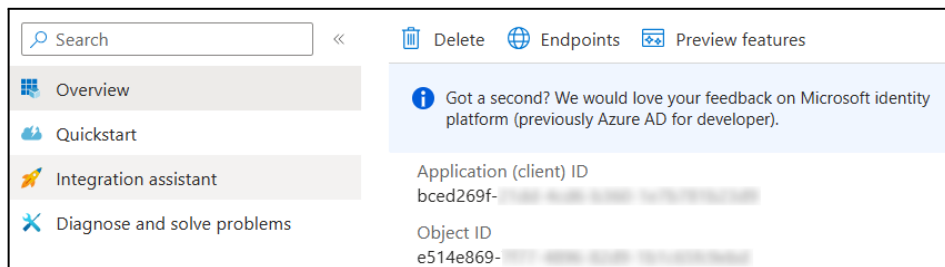 Search
Delete
Endpoints
Preview features
Overview
Quickstart
Integration assistant
Diagnose and solve problems
Got a second? We would love your feedback on Microsoft identity
platform (previously Azure AD for developer).
Application (client) ID
bced269f-
Object ID
e514e869-